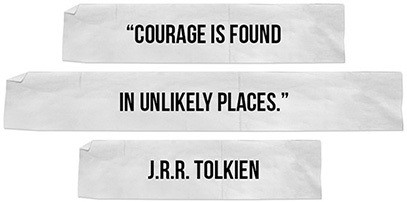 “COURAGE IS FOUND
IN UNLIKELY PLACES.”
J.R.R. TOLKIEN